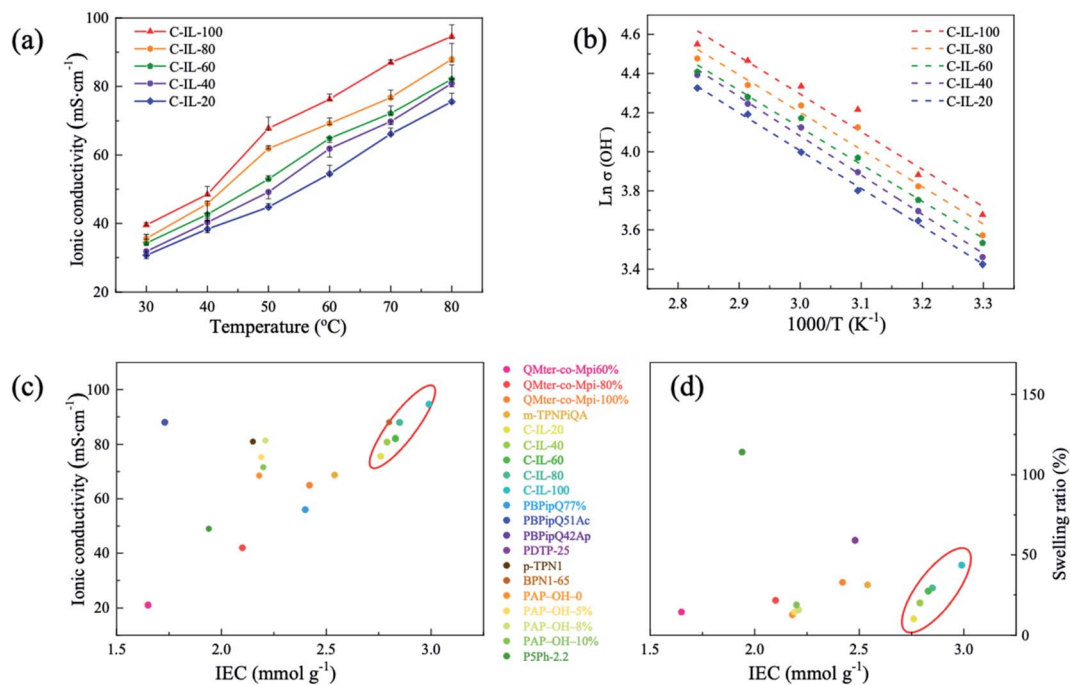 (a)
C-IL-100
C-IL-80
C-IL-60
C-IL-40
C-IL-20
Ionic conductivity (mS·cm⁻¹)
100
80
60
40
20
30 40 50 60 70 80
Temperature (ºC)
(b)
C-IL-100
C-IL-80
C-IL-60
C-IL-40
C-IL-20
Ln σ (OH⁻)
4.6
4.4
4.2
4.0
3.8
3.6
3.4
2.8 2.9 3.0 3.1 3.2 3.3
1000/T (K⁻¹)
(c)
Ionic conductivity (mS·cm⁻¹)
100
80
60
40
20
1.5 2.0 2.5 3.0
IEC (mmol g⁻¹)
QMter-co-Mpi60%
QMter-co-Mpi-80%
QMter-co-Mpi-100%
m-TPNPiQA
C-IL-20
C-IL-40
C-IL-60
C-IL-80
C-IL-100
PBPipQ77%
PBPipQ51Ac
PBPipQ42Ap
PDTP-25
p-TPN1
BPN1-65
PAP–OH–0
PAP–OH–5%
PAP–OH–8%
PAP–OH–10%
P5Ph-2.2
(d)
150
100
50
0
Swelling ratio (%)
1.5 2.0 2.5 3.0
IEC (mmol g⁻¹)